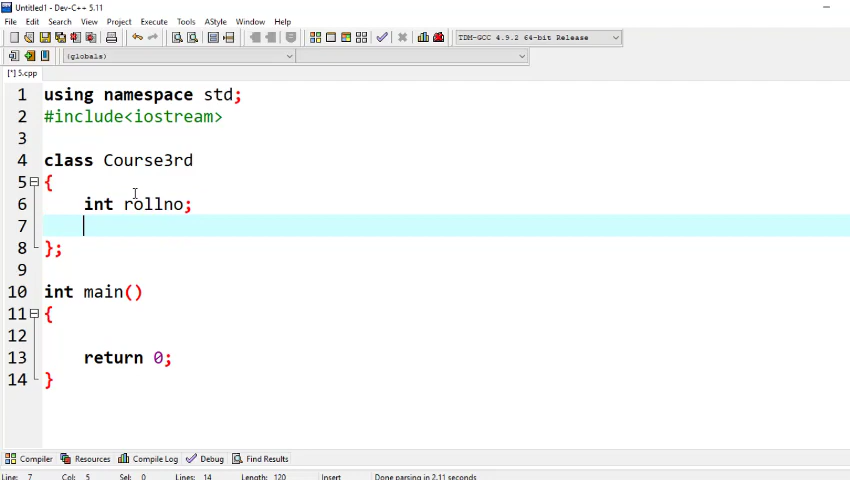 Untitled1 - Dev-C++ 5.11
File Edit Search View Project Execute Tools AStyle Window Help
TDM-GCC 4.9.2 64-bit Release
(globals)
[*] 5.cpp
1 using namespace std;
2 #include<iostream>
3
4 class Course3rd
5 {
6 int rollno;
7
8 };
9
10 int main()
11 {
12
13 return 0;
14 }
Compiler Resources Compile Log Debug Find Results
Line: 7 Col: 5 Sel: 0 Lines: 14 Length: 120 Insert Done parsing in 2.11 seconds